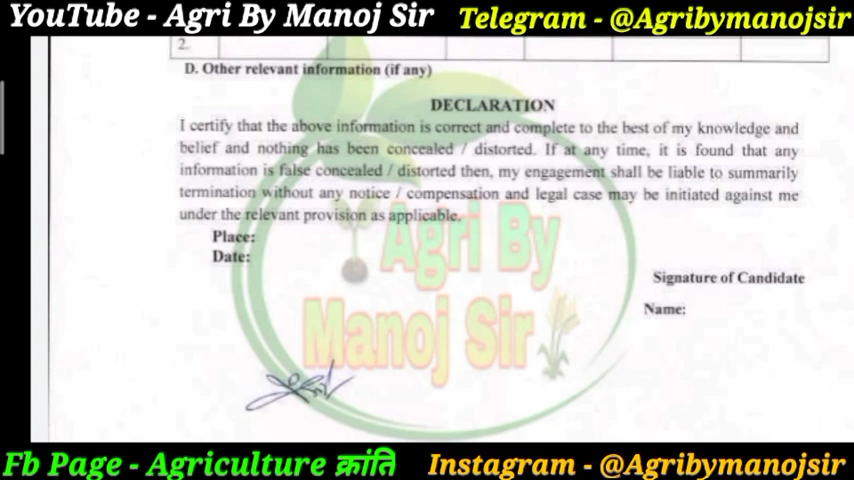 YouTube - Agri By Manoj Sir
Telegram - @Agribymanojsir
2.
D. Other relevant information (if any)
DECLARATION
I certify that the above information is correct and complete to the best of my knowledge and
belief and nothing has been concealed / distorted. If at any time, it is found that any
information is false concealed / distorted then, my engagement shall be liable to summarily
termination without any notice / compensation and legal case may be initiated against me
under the relevant provision as applicable.
Place:
Date:
Agri By
Manoj Sir
Signature of Candidate
Name:
Fb Page - Agriculture क्रांति
Instagram - @Agribymanojsir